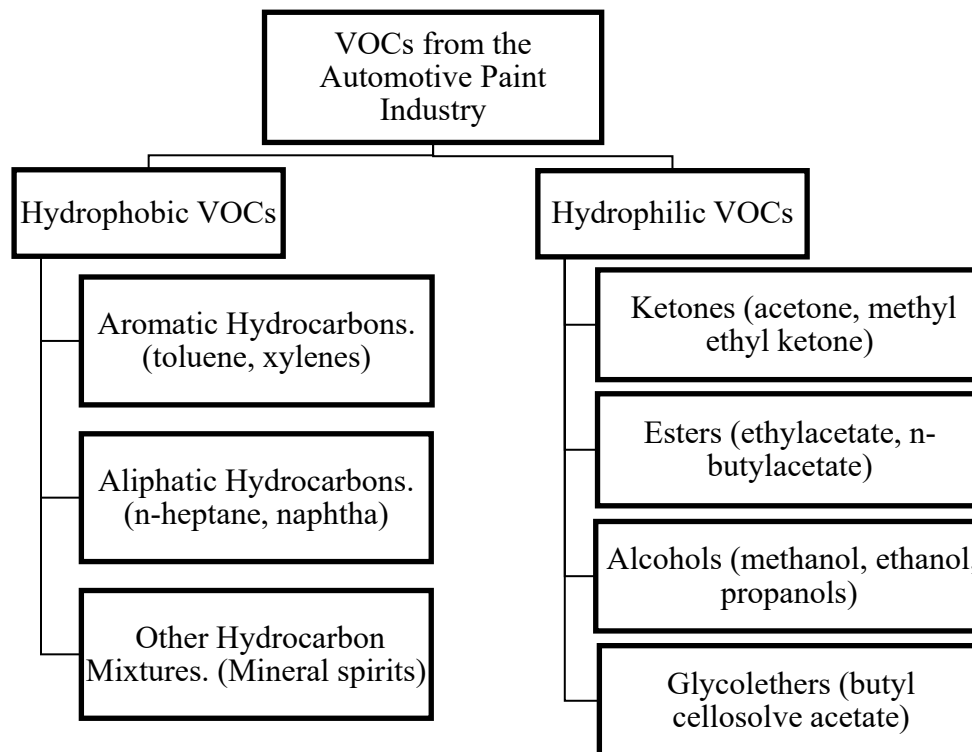 VOCs from the
Automotive Paint
Industry
Hydrophobic VOCs
Aromatic Hydrocarbons.
(toluene, xylenes)
Aliphatic Hydrocarbons.
(n-heptane, naphtha)
Other Hydrocarbon
Mixtures. (Mineral spirits)
Hydrophilic VOCs
Ketones (acetone, methyl
ethyl ketone)
Esters (ethylacetate, n-
butylacetate)
Alcohols (methanol, ethanol,
propanols)
Glycolethers (butyl
cellosolve acetate)